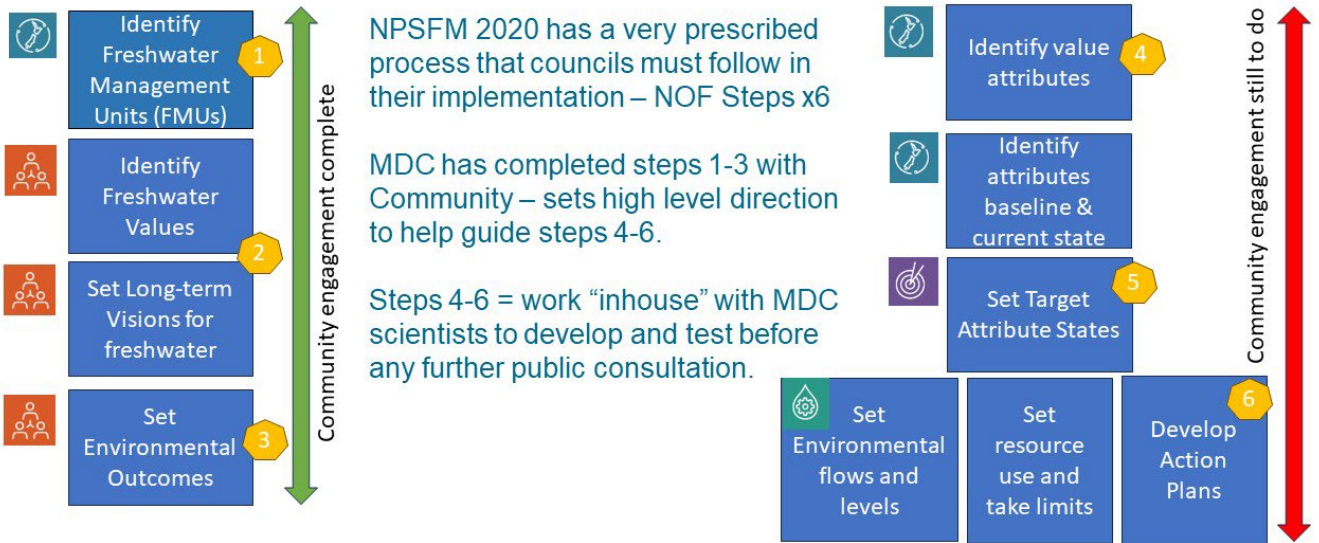 Identify
Freshwater
Management
Units (FMUs)
1
Identify
Freshwater
Values
2
Set Long-term
Visions for
freshwater
Set
Environmental
Outcomes
3
Community engagement complete
NPSFM 2020 has a very prescribed
process that councils must follow in
their implementation – NOF Steps x6
MDC has completed steps 1-3 with
Community – sets high level direction
to help guide steps 4-6.
Steps 4-6 = work “inhouse” with MDC
scientists to develop and test before
any further public consultation.
Identify value
attributes
4
Identify
attributes
baseline &
current state
5
Set Target
Attribute States
Set
Environmental
flows and
levels
Set
resource
use and
take limits
6
Develop
Action
Plans
Community engagement still to do